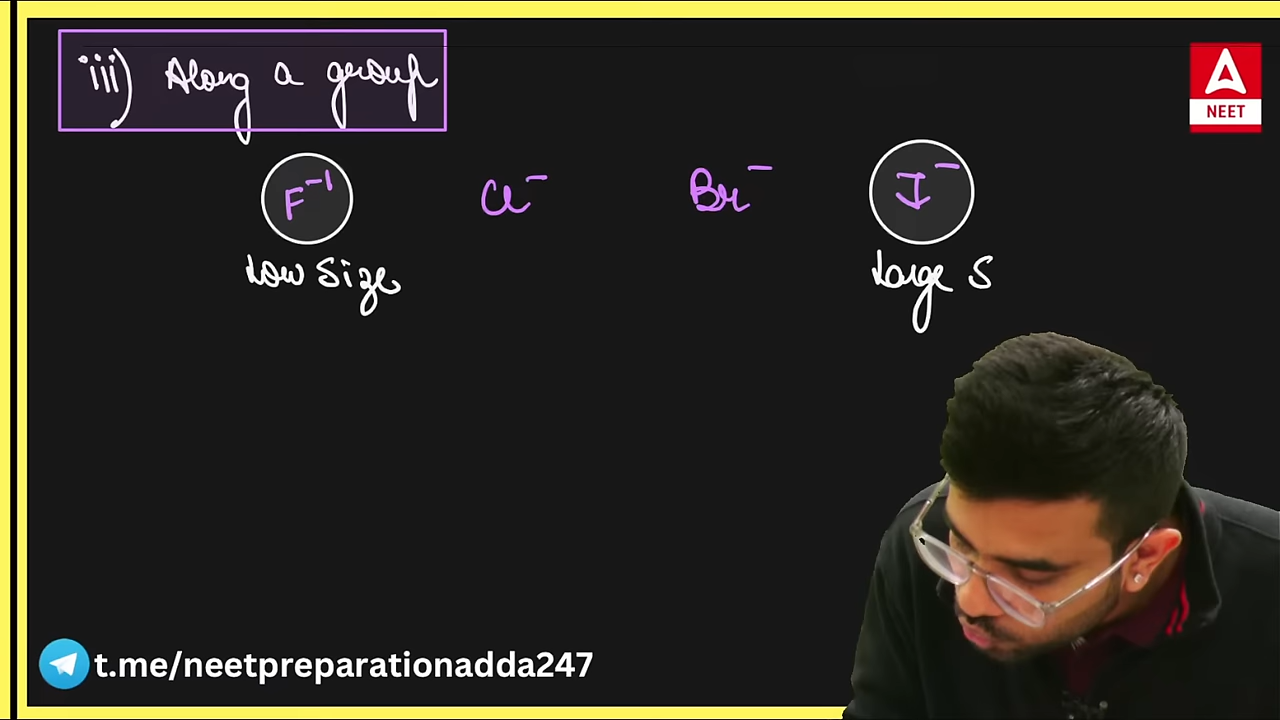 iii) Along a group
NEET
F⁻¹ Cl⁻ Br⁻ I⁻
Low Size Large S
t.me/neetpreparationadda247